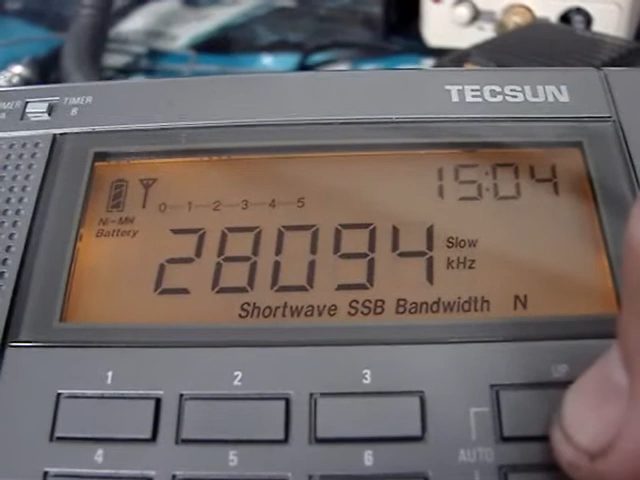 TECSUN
TIMER A TIMER B
15:04
Ni-MH
Battery
0 1 2 3 4 5
28094 Slow
kHz
Shortwave SSB Bandwidth N
1 2 3 UP
4 5 6 AUTO